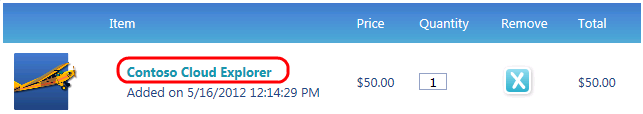 Item Price Quantity Remove Total
Contoso Cloud Explorer
Added on 5/16/2012 12:14:29 PM
$50.00 1 X $50.00